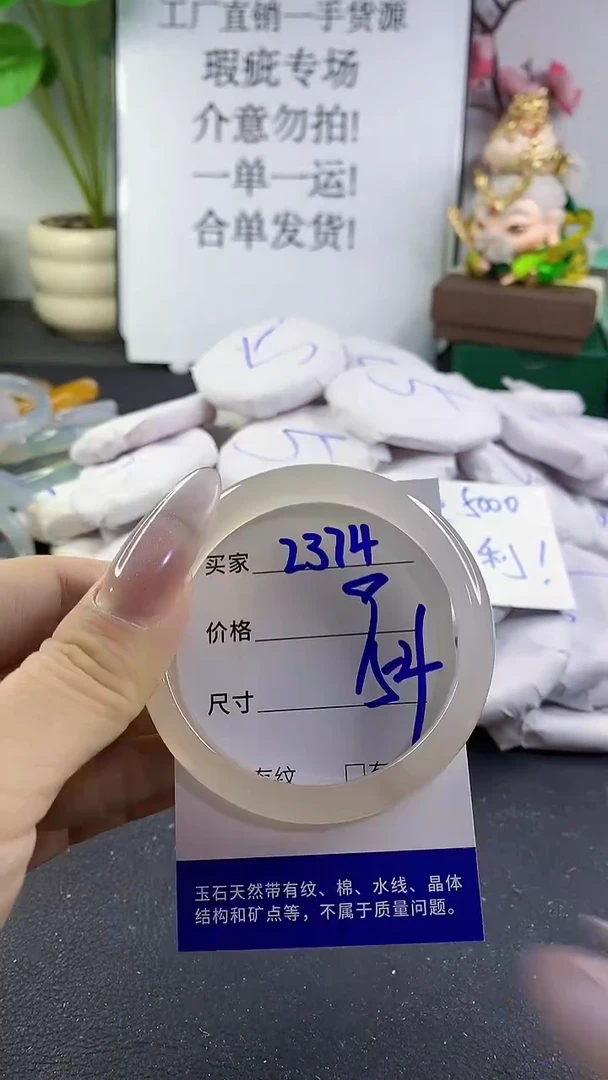 工厂直销一手货源
瑕疵专场
介意勿拍!
一单一运!
合单发货!
5000
利!
买家 2374
价格
尺寸
玉石天然带有纹、棉、水线、晶体
结构和矿点等，不属于质量问题。